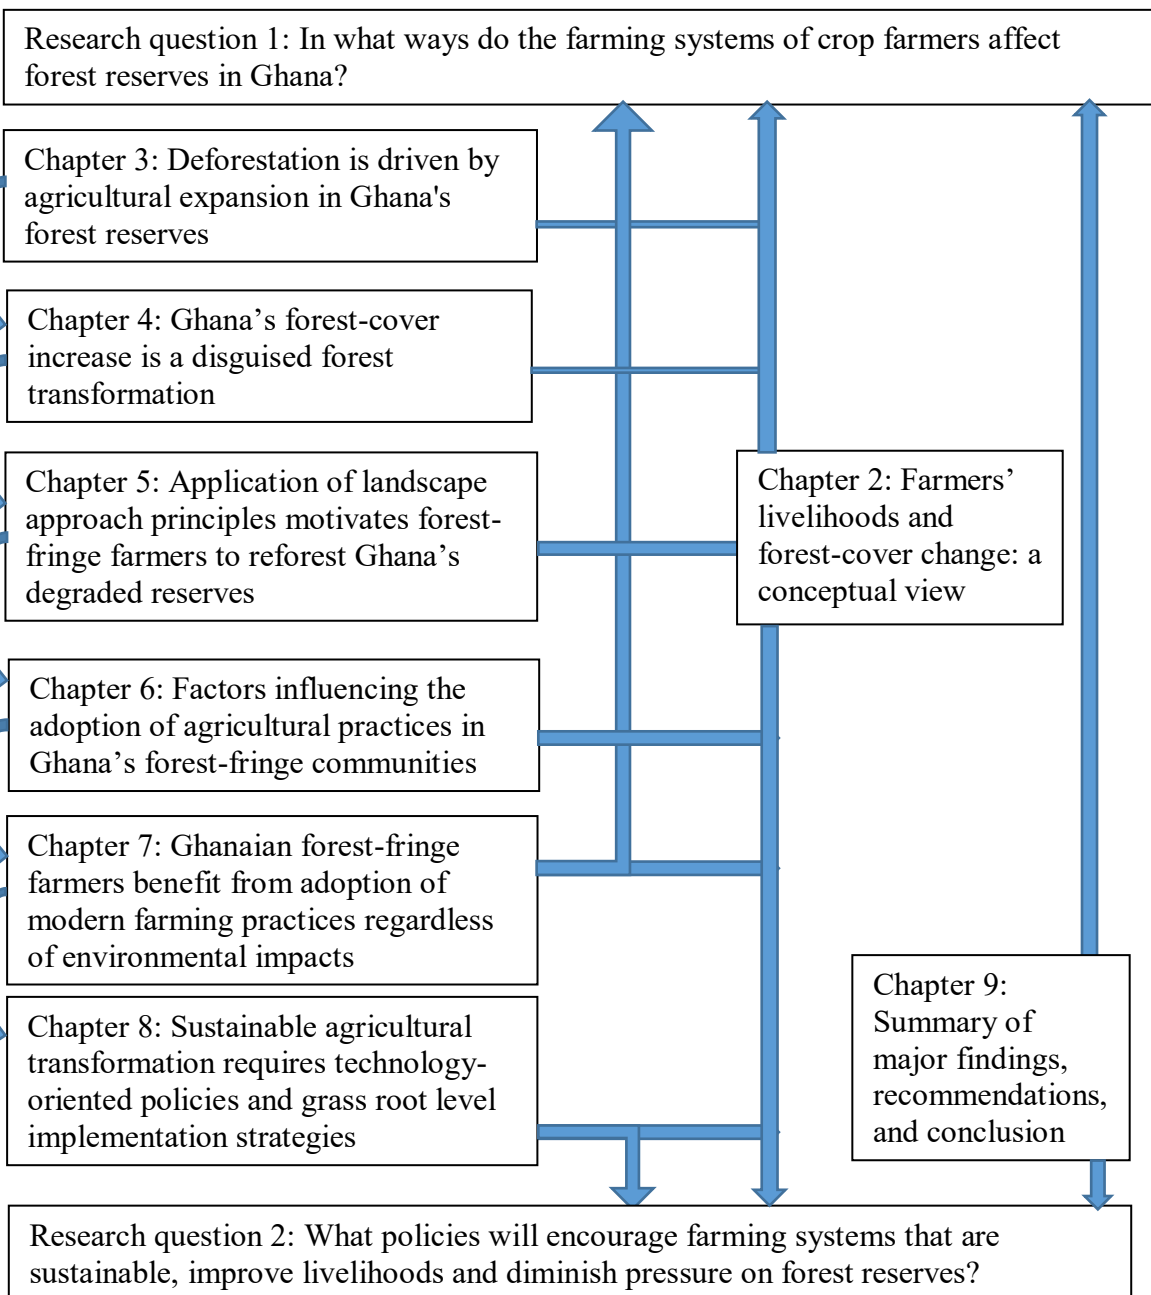 Research question 1: In what ways do the farming systems of crop farmers affect
forest reserves in Ghana?
Chapter 3: Deforestation is driven by
agricultural expansion in Ghana's
forest reserves
Chapter 4: Ghana’s forest-cover
increase is a disguised forest
transformation
Chapter 5: Application of landscape
approach principles motivates forest-
fringe farmers to reforest Ghana’s
degraded reserves
Chapter 2: Farmers’
livelihoods and
forest-cover change: a
conceptual view
Chapter 6: Factors influencing the
adoption of agricultural practices in
Ghana’s forest-fringe communities
Chapter 7: Ghanaian forest-fringe
farmers benefit from adoption of
modern farming practices regardless
of environmental impacts
Chapter 8: Sustainable agricultural
transformation requires technology-
oriented policies and grass root level
implementation strategies
Chapter 9:
Summary of
major findings,
recommendations,
and conclusion
Research question 2: What policies will encourage farming systems that are
sustainable, improve livelihoods and diminish pressure on forest reserves?